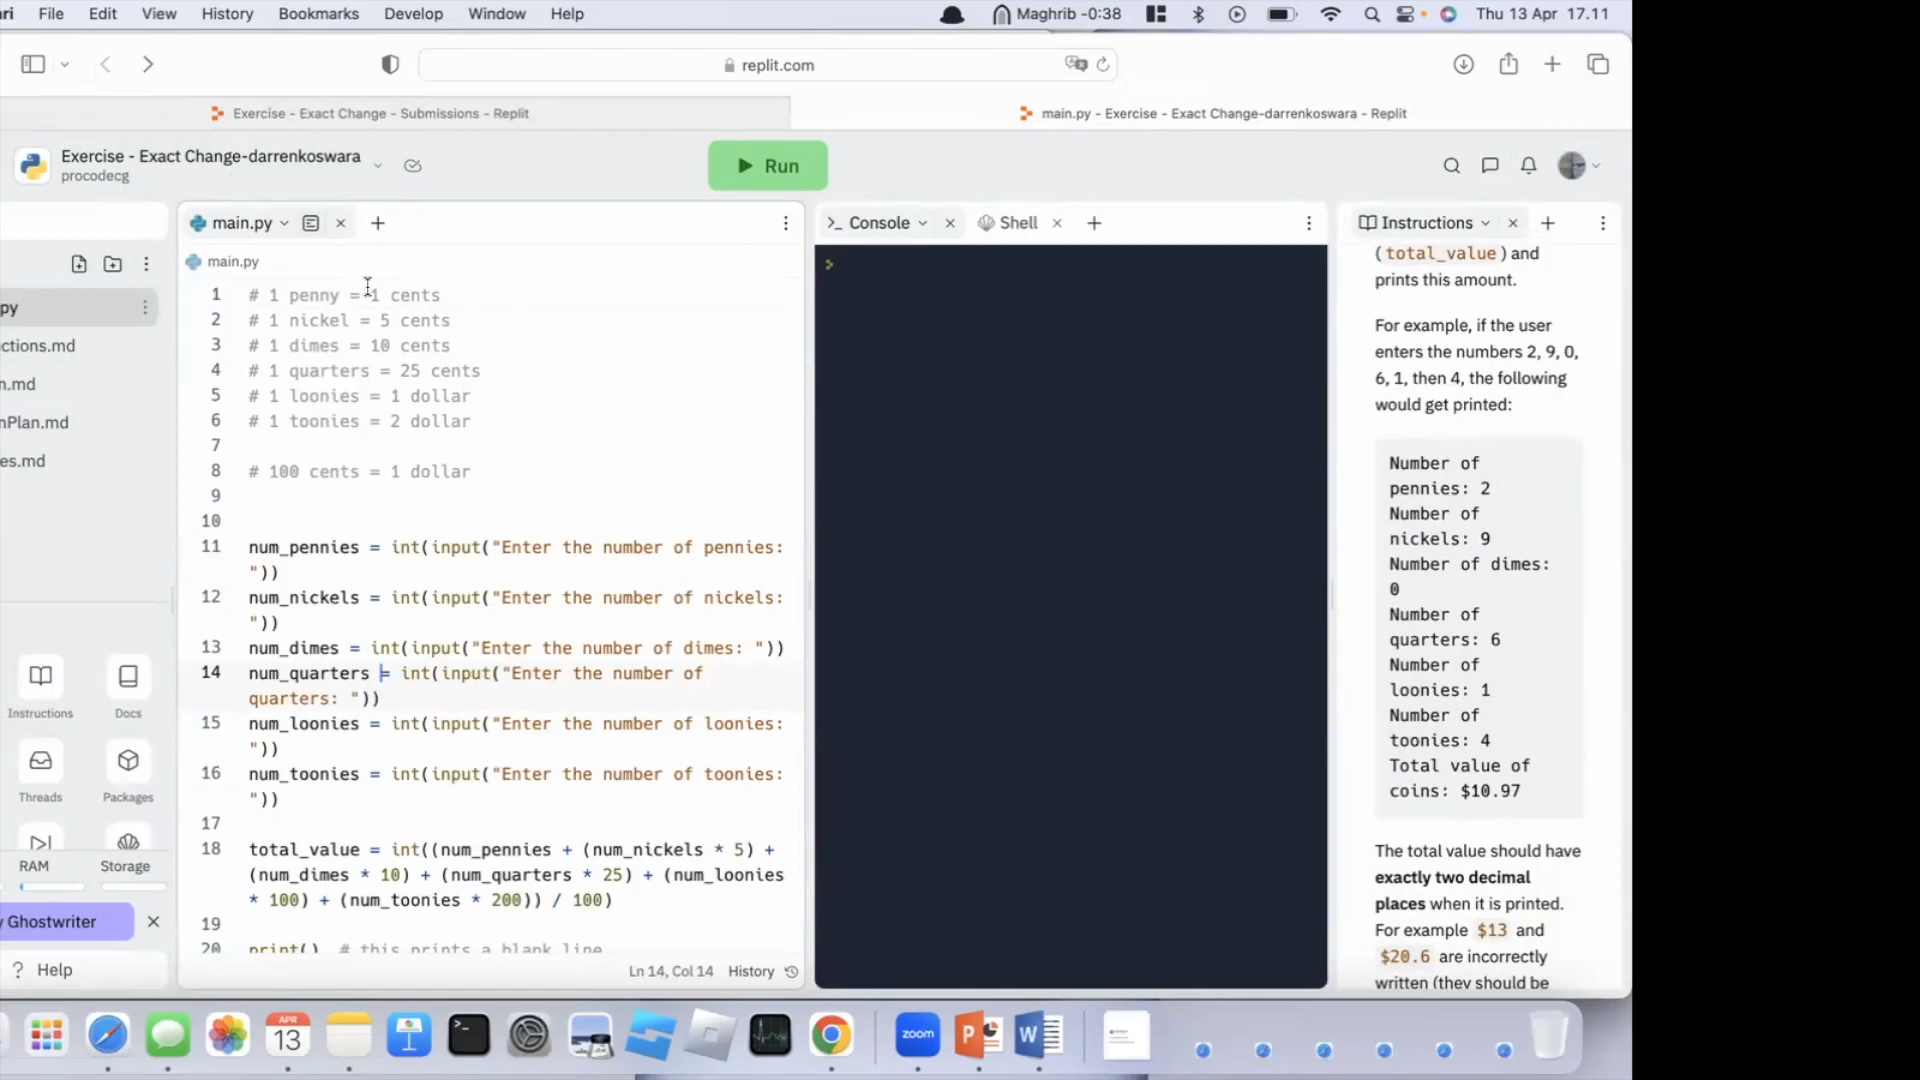 ri File Edit View History Bookmarks Develop Window Help Maghrib -0:38 Thu 13 Apr 17.11
replit.com
Exercise - Exact Change - Submissions - Replit
main.py - Exercise - Exact Change-darrenkoswara - Replit
Exercise - Exact Change-darrenkoswara
procodecg
Run
py
ctions.md
n.md
nPlan.md
es.md
Instructions Docs
Threads Packages
RAM Storage
y Ghostwriter
? Help
main.py
main.py
1 # 1 penny = 1 cents
2 # 1 nickel = 5 cents
3 # 1 dimes = 10 cents
4 # 1 quarters = 25 cents
5 # 1 loonies = 1 dollar
6 # 1 toonies = 2 dollar
7
8 # 100 cents = 1 dollar
9
10
11 num_pennies = int(input("Enter the number of pennies:
"))
12 num_nickels = int(input("Enter the number of nickels:
"))
13 num_dimes = int(input("Enter the number of dimes: "))
14 num_quarters = int(input("Enter the number of
quarters: "))
15 num_loonies = int(input("Enter the number of loonies:
"))
16 num_toonies = int(input("Enter the number of toonies:
"))
17
18 total_value = int((num_pennies + (num_nickels * 5) +
(num_dimes * 10) + (num_quarters * 25) + (num_loonies
* 100) + (num_toonies * 200)) / 100)
19
20 print() # this prints a blank line
Ln 14, Col 14 History
Console Shell
Instructions
(total_value) and
prints this amount.
For example, if the user
enters the numbers 2, 9, 0,
6, 1, then 4, the following
would get printed:
Number of
pennies: 2
Number of
nickels: 9
Number of dimes:
0
Number of
quarters: 6
Number of
loonies: 1
Number of
toonies: 4
Total value of
coins: $10.97
The total value should have
exactly two decimal
places when it is printed.
For example $13 and
$20.6 are incorrectly
written (they should be
APR
13
zoom
P
W